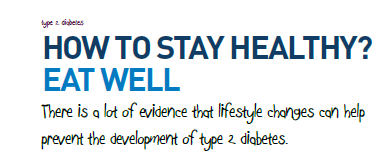 type 2 diabetes
HOW TO STAY HEALTHY?
EAT WELL
There is a lot of evidence that lifestyle changes can help
prevent the development of type 2 diabetes.